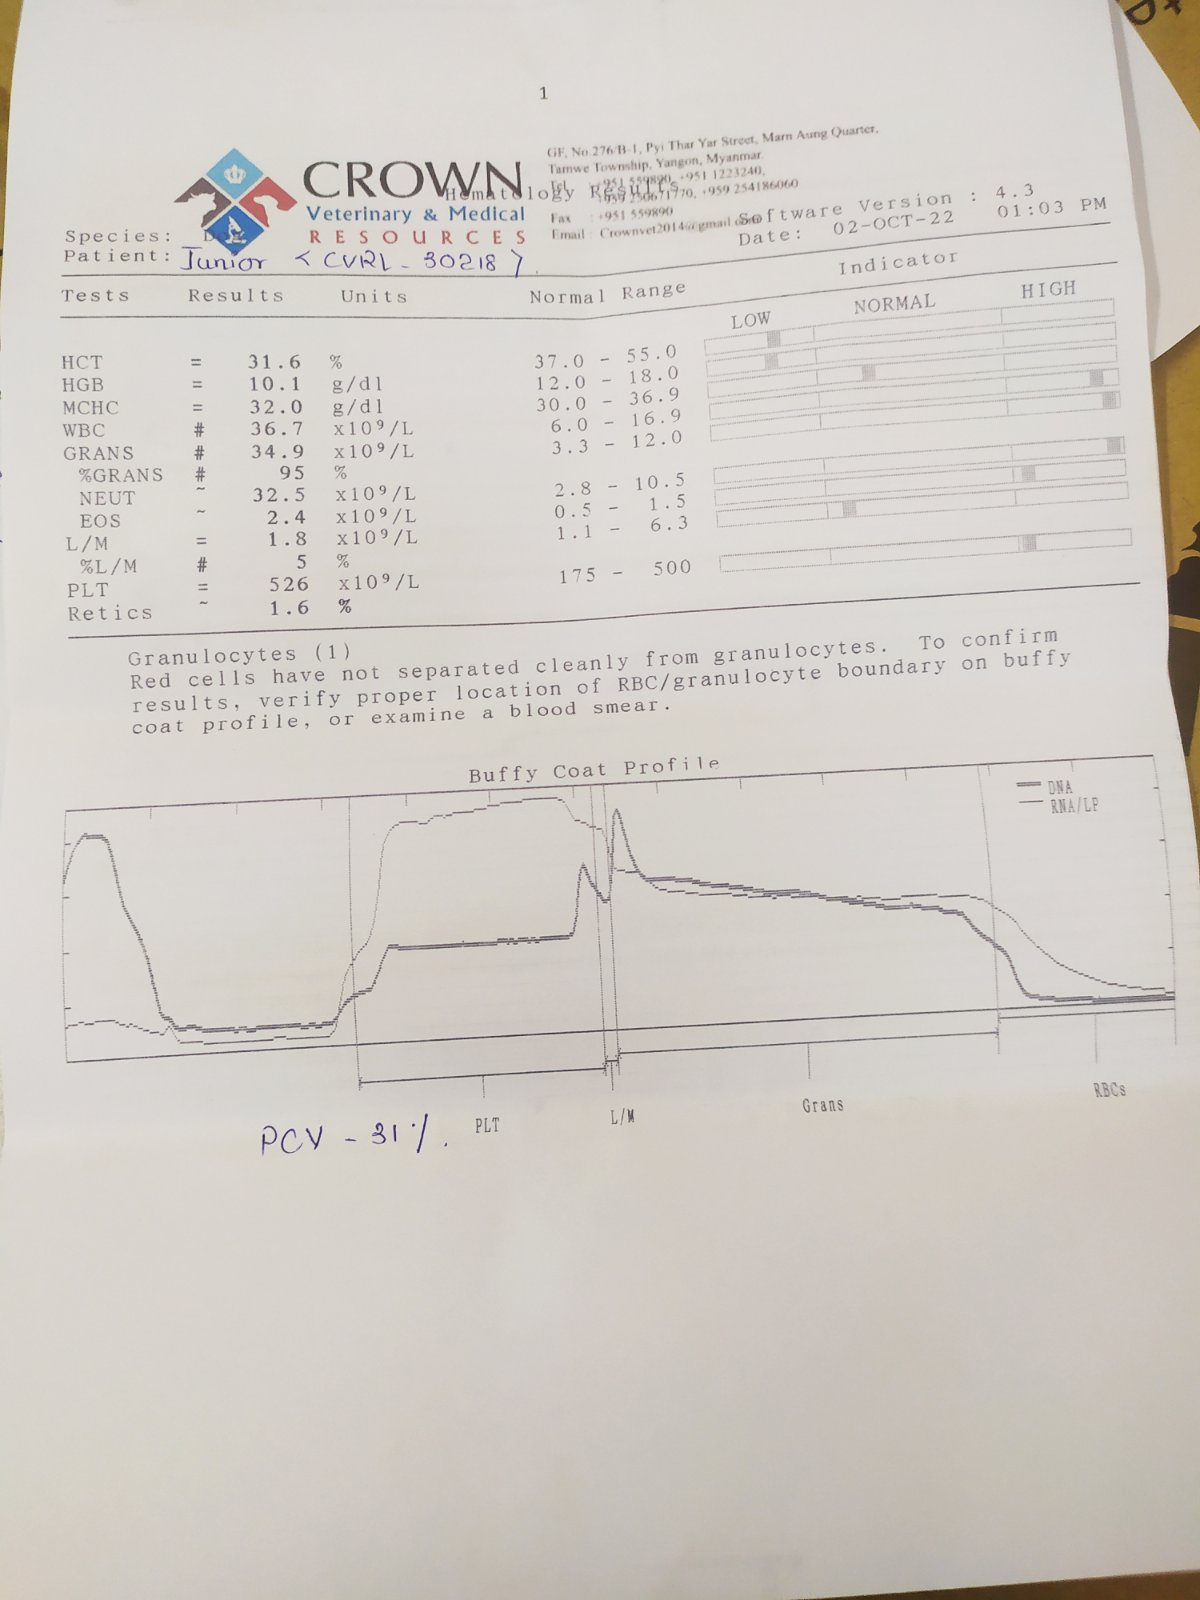 1
CROWN
Veterinary & Medical
RESOURCES
GF, No.276/B-1, Pyi Thar Yar Street, Marn Aung Quarter,
Tamwe Township, Yangon, Myanmar.
Tel : +951 559890, +951 1223240,
+959 250671770, +959 254186060
Fax : +951 559890
Email : Crownvet2014@gmail.com
Hematology Results
Software Version : 4.3
Date: 02-OCT-22 01:03 PM
Species: Dog
Patient: Junior < CVRL - 30218 >.
Tests Results Units Normal Range Indicator
LOW NORMAL HIGH
HCT = 31.6 % 37.0 - 55.0
HGB = 10.1 g/dl 12.0 - 18.0
MCHC = 32.0 g/dl 30.0 - 36.9
WBC # 36.7 x10⁹/L 6.0 - 16.9
GRANS # 34.9 x10⁹/L 3.3 - 12.0
%GRANS # 95 %
NEUT ~ 32.5 x10⁹/L 2.8 - 10.5
EOS ~ 2.4 x10⁹/L 0.5 - 1.5
L/M = 1.8 x10⁹/L 1.1 - 6.3
%L/M # 5 %
PLT = 526 x10⁹/L 175 - 500
Retics ~ 1.6 %
Granulocytes (1)
Red cells have not separated cleanly from granulocytes. To confirm
results, verify proper location of RBC/granulocyte boundary on buffy
coat profile, or examine a blood smear.
Buffy Coat Profile
DNA
RNA/LP
PLT
L/M
Grans
RBCs
PCV - 31%.